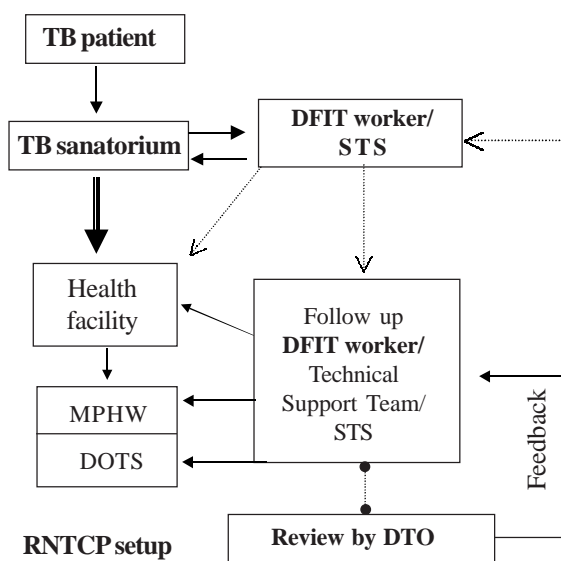 TB patient
TB sanatorium
DFIT worker/
STS
Health
facility
Follow up
DFIT worker/
Technical
Support Team/
STS
MPHW
DOTS
Feedback
Review by DTO
RNTCP setup